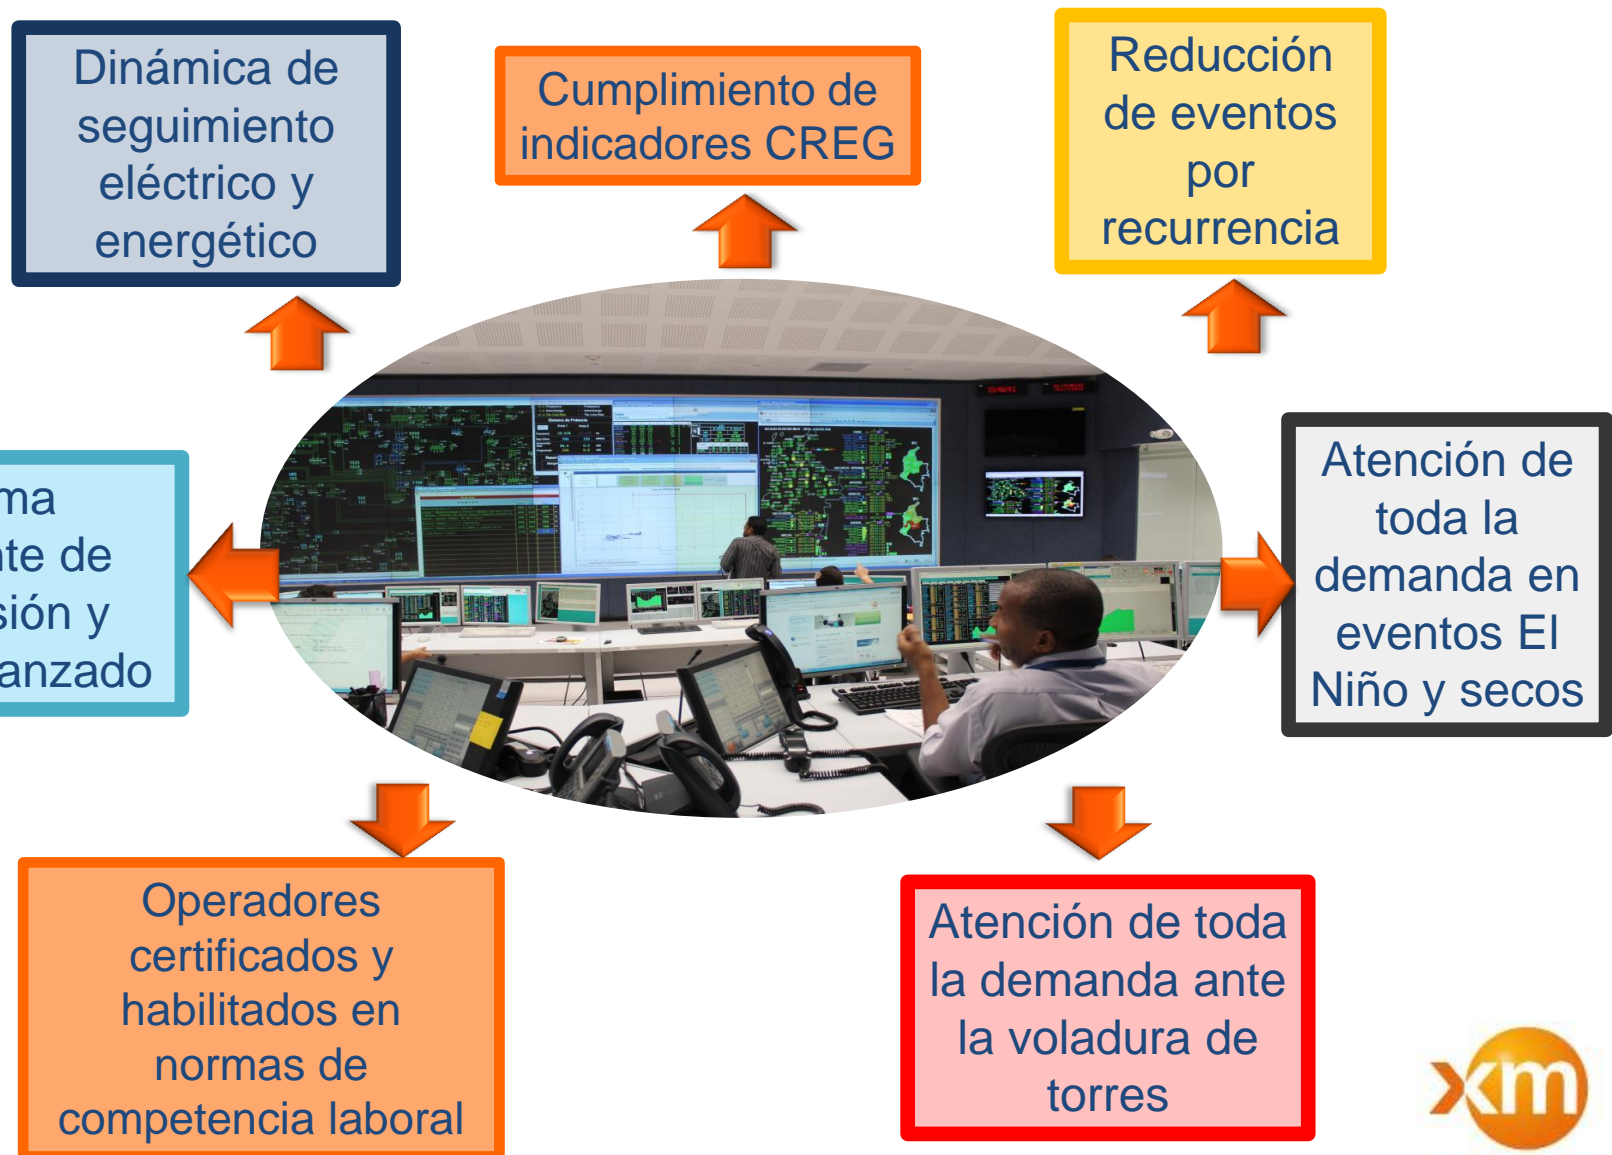 Dinámica de
seguimiento
eléctrico y
energético
Cumplimiento de
indicadores CREG
Reducción
de eventos
por
recurrencia
Atención de
toda la
demanda en
eventos El
Niño y secos
ma
nte de
sión y
anzado
Operadores
certificados y
habilitados en
normas de
competencia laboral
Atención de toda
la demanda ante
la voladura de
torres
xm